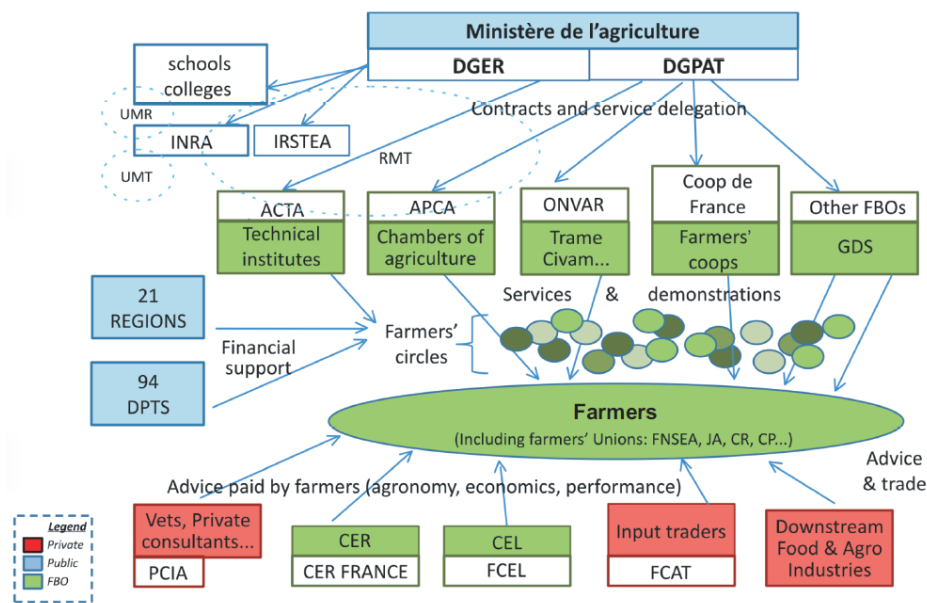 Ministère de l'agriculture
DGER
DGPAT
schools
colleges
Contracts and service delegation
UMR
INRA
IRSTEA
RMT
UMT
ACTA
Technical
institutes
APCA
Chambers of
agriculture
ONVAR
Trame
Civam...
Coop de
France
Farmers'
coops
Other FBOs
GDS
21
REGIONS
Services & demonstrations
Farmers'
circles
Financial
support
94
DPTS
Farmers
(Including farmers' Unions: FNSEA, JA, CR, CP...)
Advice
& trade
Advice paid by farmers (agronomy, economics, performance)
Vets, Private
consultants...
PCIA
CER
CER FRANCE
CEL
FCEL
Input traders
FCAT
Downstream
Food & Agro
Industries
Legend
Private
Public
FBO